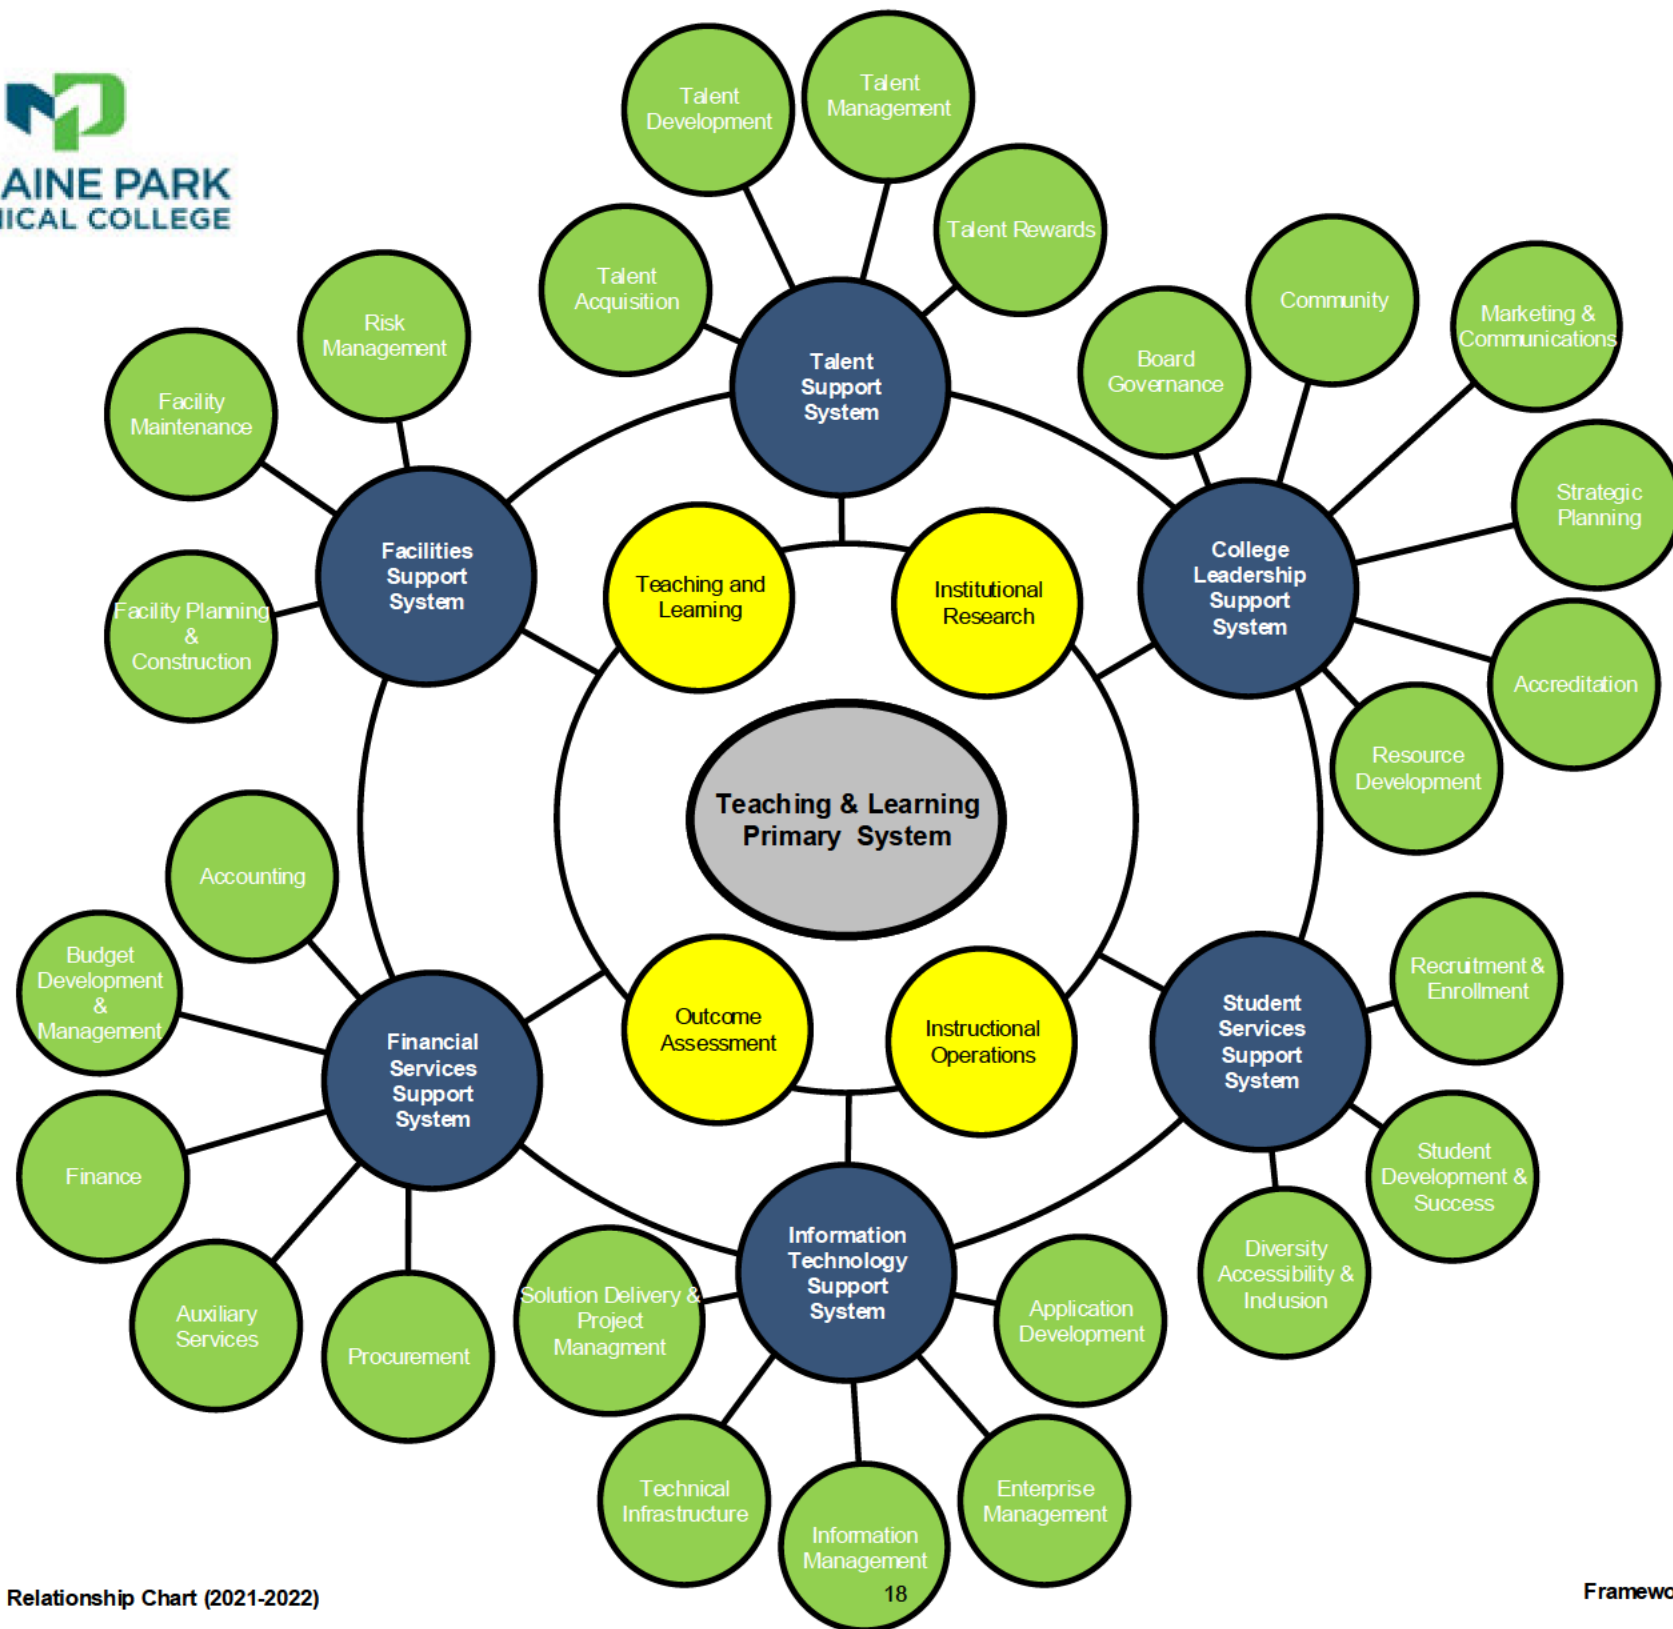 AINE PARK
NICAL COLLEGE
Talent
Development
Talent
Management
Talent Rewards
Talent
Acquisition
Risk
Management
Facility
Maintenance
Facility Planning
&
Construction
Talent
Support
System
Board
Governance
Community
Marketing &
Communications
Strategic
Planning
Accreditation
Resource
Development
Facilities
Support
System
College
Leadership
Support
System
Teaching and
Learning
Institutional
Research
Teaching & Learning
Primary System
Outcome
Assessment
Instructional
Operations
Accounting
Budget
Development
&
Management
Finance
Auxiliary
Services
Procurement
Financial
Services
Support
System
Student
Services
Support
System
Recruitment &
Enrollment
Student
Development &
Success
Diversity
Accessibility &
Inclusion
Information
Technology
Support
System
Solution Delivery &
Project
Managment
Application
Development
Technical
Infrastructure
Information
Management
Enterprise
Management
Relationship Chart (2021-2022)
18
Framewo